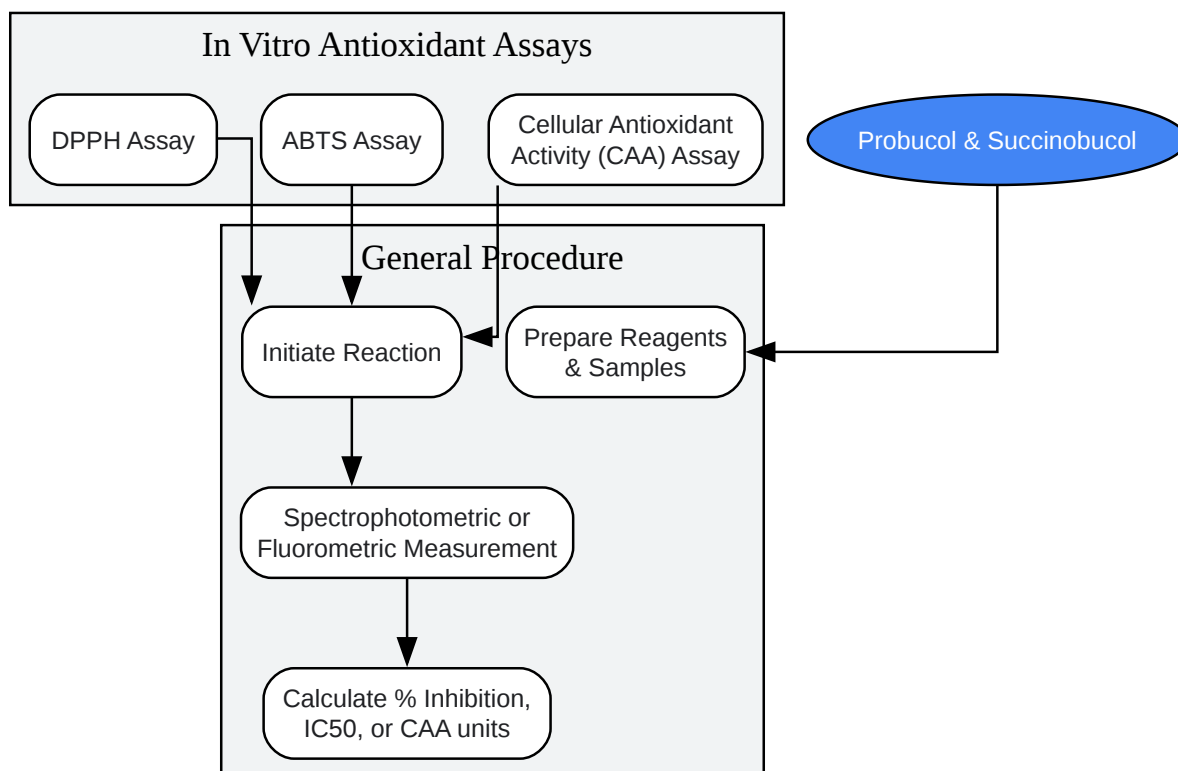 In Vitro Antioxidant Assays
DPPH Assay
ABTS Assay
Cellular Antioxidant
Activity (CAA) Assay
Probucol & Succinobucol
General Procedure
Initiate Reaction
Prepare Reagents
& Samples
Spectrophotometric or
Fluorometric Measurement
Calculate % Inhibition,
IC50, or CAA units